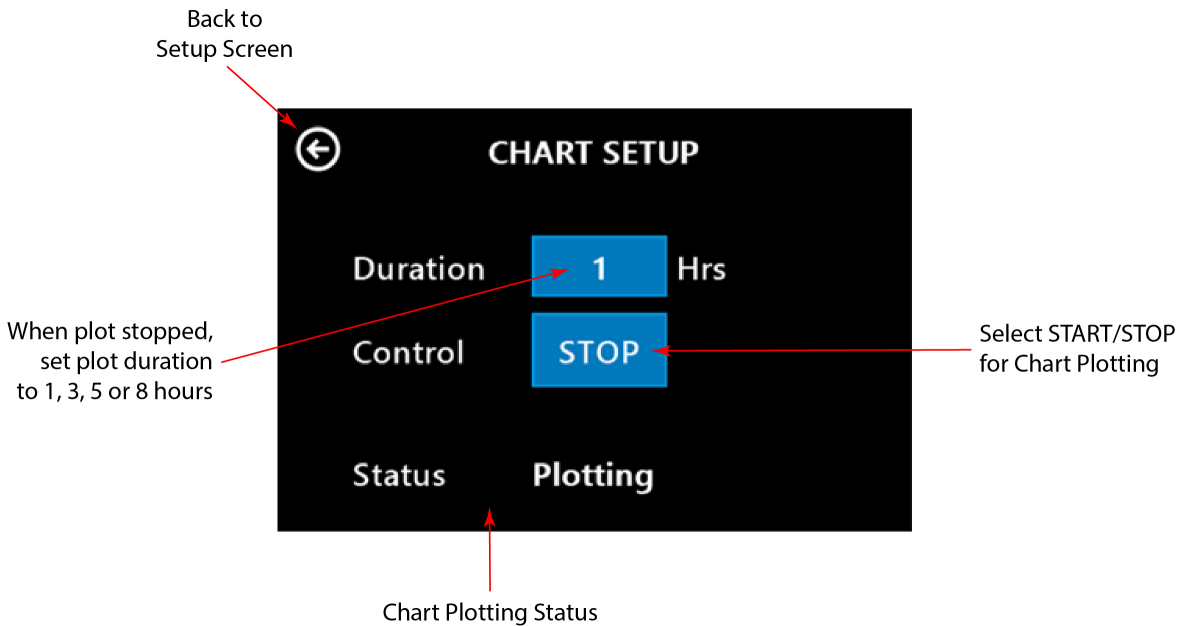 Back to
Setup Screen
CHART SETUP
Duration 1 Hrs
When plot stopped,
set plot duration
to 1, 3, 5 or 8 hours
Control STOP
Select START/STOP
for Chart Plotting
Status Plotting
Chart Plotting Status